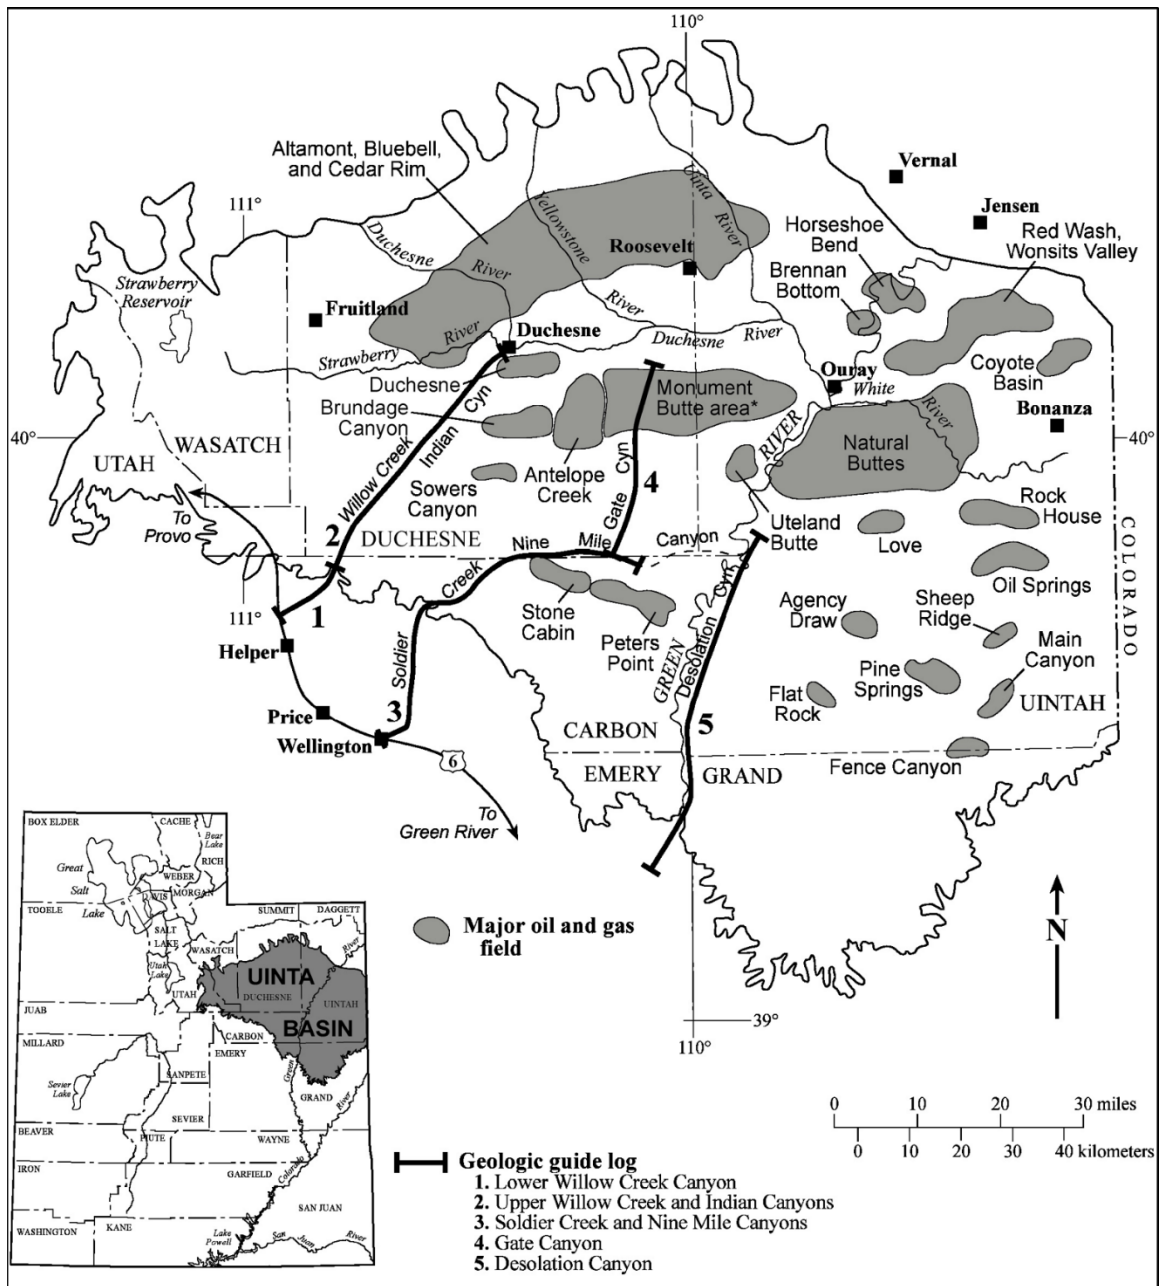 110°
Altamont, Bluebell,
and Cedar Rim
Vernal
111°
Uinta
River
Yellowstone
Jensen
Duchesne
River
Horseshoe
Bend
Red Wash,
Wonsits Valley
Roosevelt
Strawberry
Reservoir
Brennan
Bottom
Fruitland
River
River
Duchesne
Duchesne
River
Strawberry
Duchesne
Ouray
White
River
Coyote
Basin
Monument
Butte area*
Brundage
Canyon
Bonanza
40°
WASATCH
UTAH
Willow Creek
Indian
Cyn
Natural
Buttes
40°
RIVER
Antelope
Creek
Gate
Cyn
4
Sowers
Canyon
Rock
House
To
Provo
2
DUCHESNE
Uteland
Butte
Love
Nine
Mile
Canyon
COLORADO
Creek
Oil Springs
111°
1
Stone
Cabin
Agency
Draw
Sheep
Ridge
Helper
Soldier
Peters
Point
GREEN
Desolation
Cyn
Main
Canyon
Pine
Springs
Flat
Rock
UINTAH
Price
3
Wellington
CARBON
5
6
EMERY
GRAND
Fence Canyon
To
Green River
BOX ELDER
CACHE
Bear
Lake
RICH
Great
Salt
Lake
WEBER
MORGAN
DAVIS
TOOELE
SUMMIT
DAGGETT
SALT
LAKE
WASATCH
River
Utah
Lake
UTAH
UINTA
DUCHESNE
UINTAH
BASIN
JUAB
CARBON
MILLARD
EMERY
SANPETE
Green
Sevier
Lake
GRAND
River
SEVIER
BEAVER
PIUTE
WAYNE
IRON
GARFIELD
Colorado
SAN JUAN
WASHINGTON
KANE
Lake
Powell
San
Juan
River
Major oil and gas
field
N
39°
110°
0 10 20 30 miles
0 10 20 30 40 kilometers
Geologic guide log
1. Lower Willow Creek Canyon
2. Upper Willow Creek and Indian Canyons
3. Soldier Creek and Nine Mile Canyons
4. Gate Canyon
5. Desolation Canyon